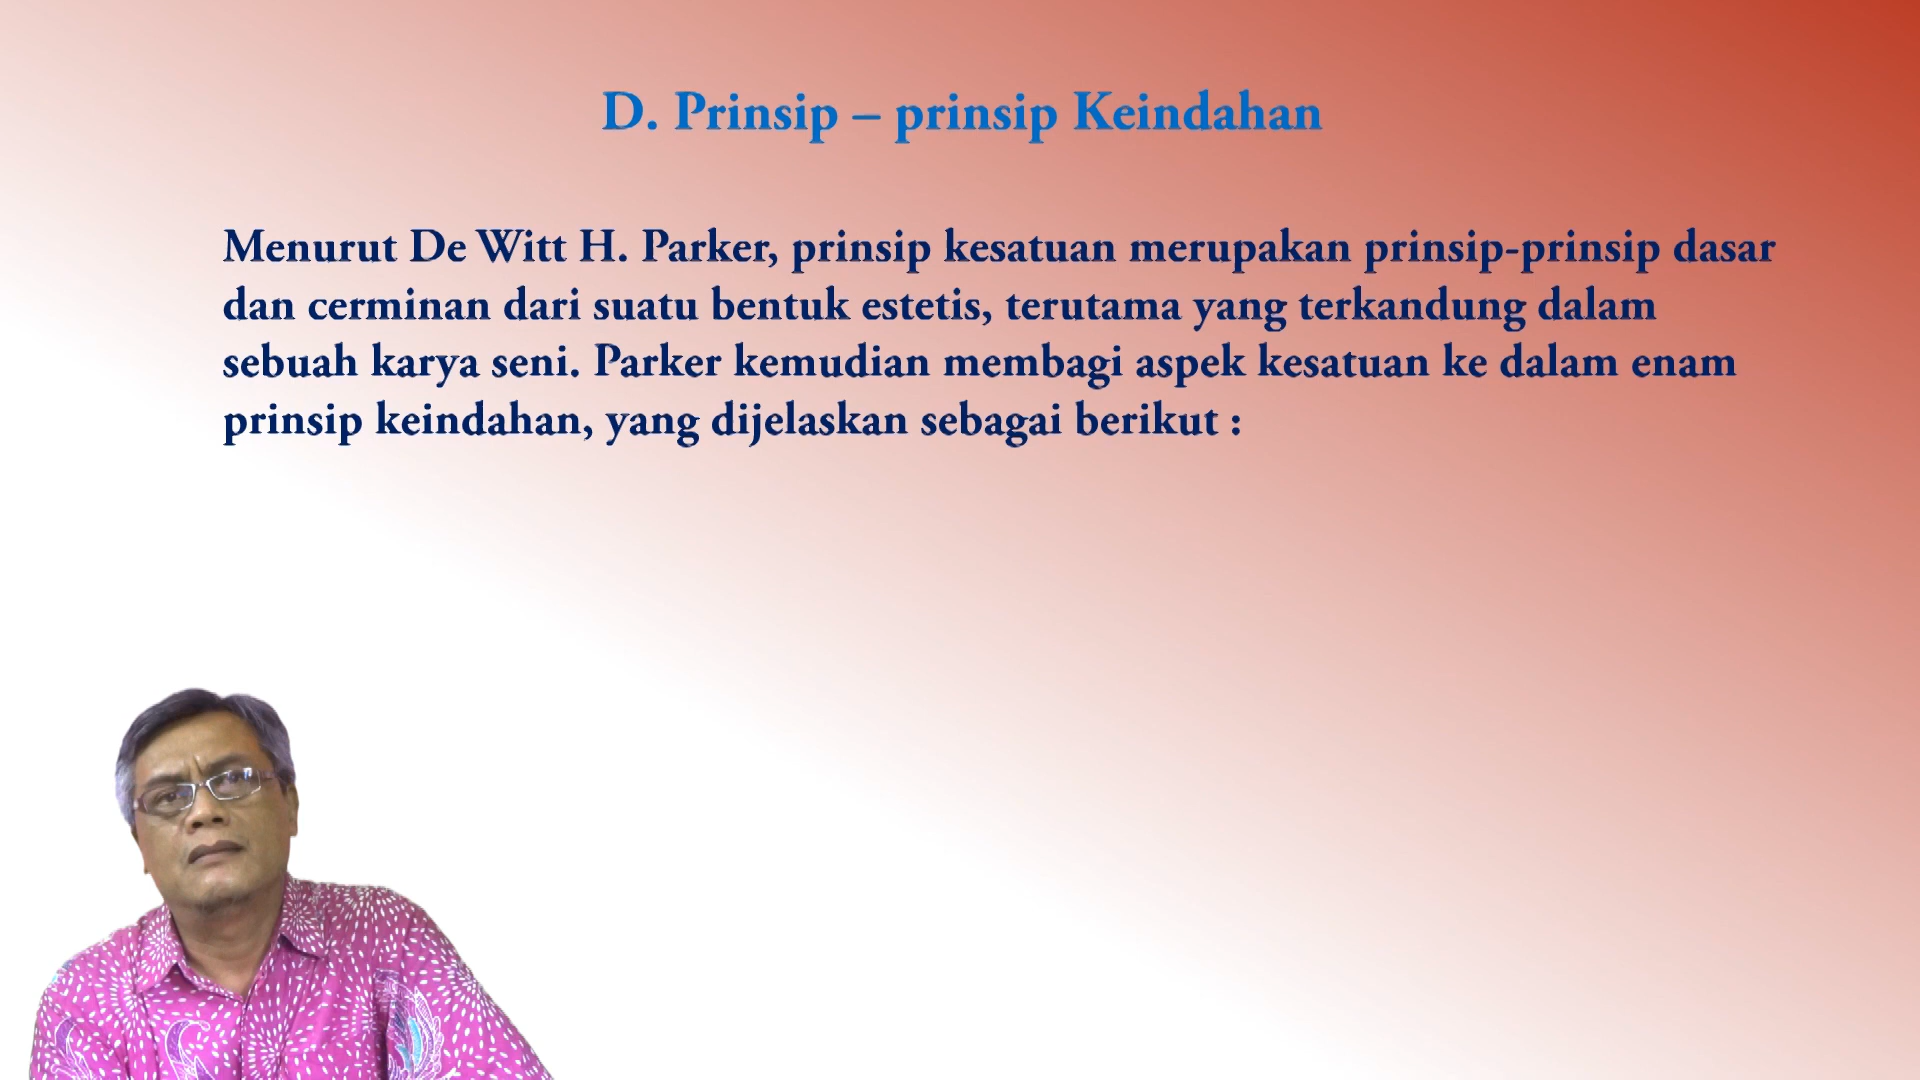 D. Prinsip – prinsip Keindahan
Menurut De Witt H. Parker, prinsip kesatuan merupakan prinsip-prinsip dasar
dan cerminan dari suatu bentuk estetis, terutama yang terkandung dalam
sebuah karya seni. Parker kemudian membagi aspek kesatuan ke dalam enam
prinsip keindahan, yang dijelaskan sebagai berikut :